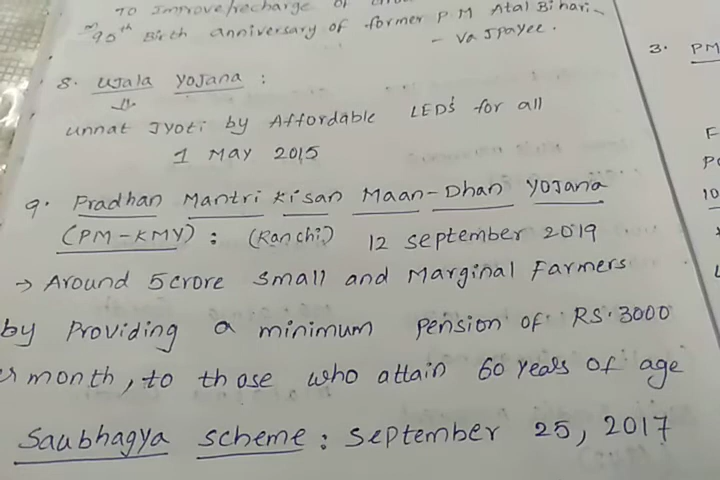 To Improve/recharge of
95th Birth anniversary of former P M Atal Bihari
- Vajpayee.
8. Ujala Yojana :
unnat Jyoti by Affordable LED's for all
1 May 2015
9. Pradhan Mantri Kisan Maan-Dhan Yojana
(PM-KMY) : (Ranchi) 12 September 2019
→ Around 5crore small and Marginal Farmers
by Providing a minimum pension of RS.3000
month, to those who attain 60 years of age
Saubhagya scheme : September 25, 2017
3. PM
F
10